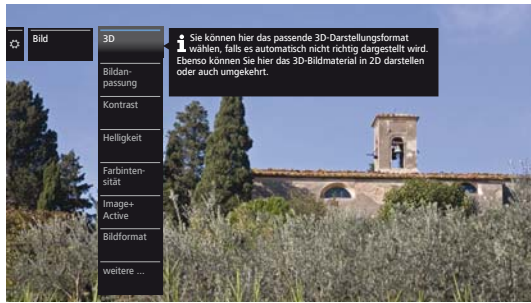 Bild
3D
Sie können hier das passende 3D-Darstellungsformat
wählen, falls es automatisch nicht richtig dargestellt wird.
Ebenso können Sie hier das 3D-Bildmaterial in 2D darstellen
oder auch umgekehrt.
Bildan-
passung
Kontrast
Helligkeit
Farbinten-
sität
Image+
Active
Bildformat
weitere ...